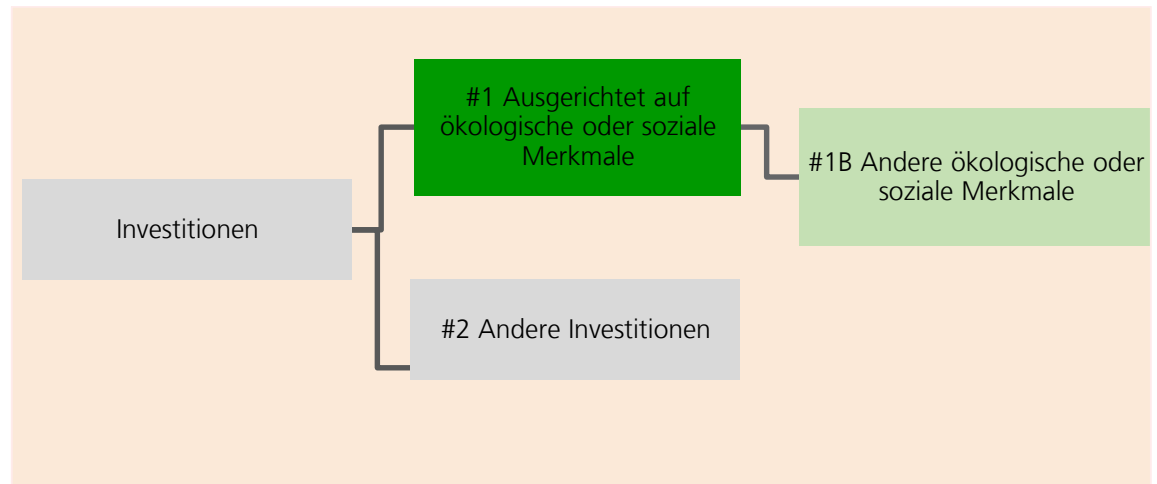 #1 Ausgerichtet auf
ökologische oder soziale
Merkmale
#1B Andere ökologische oder
soziale Merkmale
Investitionen
#2 Andere Investitionen